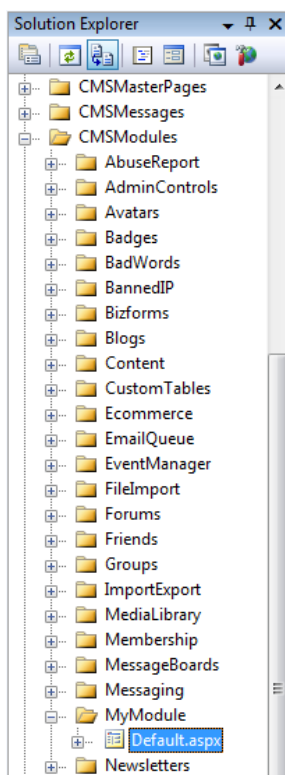 Solution Explorer
CMSMasterPages
CMSMessages
CMSModules
AbuseReport
AdminControls
Avatars
Badges
BadWords
BannedIP
Bizforms
Blogs
Content
CustomTables
Ecommerce
EmailQueue
EventManager
FileImport
Forums
Friends
Groups
ImportExport
MediaLibrary
Membership
MessageBoards
Messaging
MyModule
Default.aspx
Newsletters